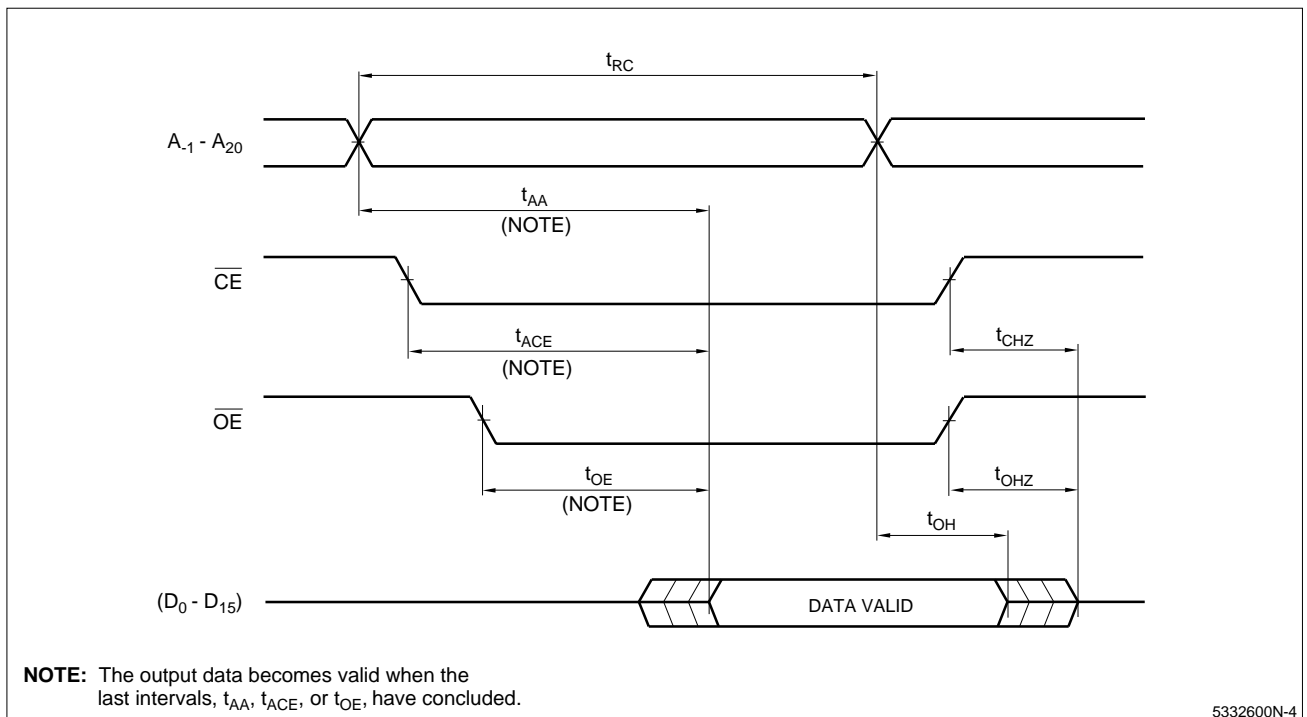 tRC
A-1 - A20
tAA
(NOTE)
CE
tACE
(NOTE)
tCHZ
OE
tOE
(NOTE)
tOHZ
tOH
(D0 - D15)
DATA VALID
NOTE: The output data becomes valid when the
last intervals, tAA, tACE, or tOE, have concluded.
5332600N-4